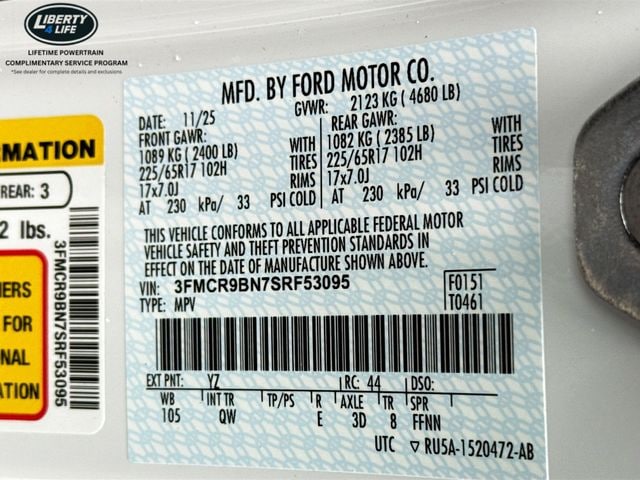 LIBERTY
4 LIFE
LIFETIME POWERTRAIN
COMPLIMENTARY SERVICE PROGRAM
*See dealer for complete details and exclusions
RMATION
REAR: 3
2 lbs.
3FMCR9BN7SRF53095
ERS
FOR
NAL
ATION
MFD. BY FORD MOTOR CO.
DATE: 11/25 GVWR: 2123 KG ( 4680 LB)
FRONT GAWR: WITH REAR GAWR: WITH
1089 KG ( 2400 LB) TIRES 1082 KG ( 2385 LB) TIRES
225/65R17 102H RIMS 225/65R17 102H RIMS
17x7.0J 17x7.0J
AT 230 kPa/ 33 PSI COLD AT 230 kPa/ 33 PSI COLD
THIS VEHICLE CONFORMS TO ALL APPLICABLE FEDERAL MOTOR
VEHICLE SAFETY AND THEFT PREVENTION STANDARDS IN
EFFECT ON THE DATE OF MANUFACTURE SHOWN ABOVE.
VIN: 3FMCR9BN7SRF53095 F0151
TYPE: MPV T0461
EXT PNT: YZ RC: 44 DSO:
WB INT TR TP/PS R AXLE TR SPR
105 QW E 3D 8 FFNN
UTC ▽ RU5A-1520472-AB